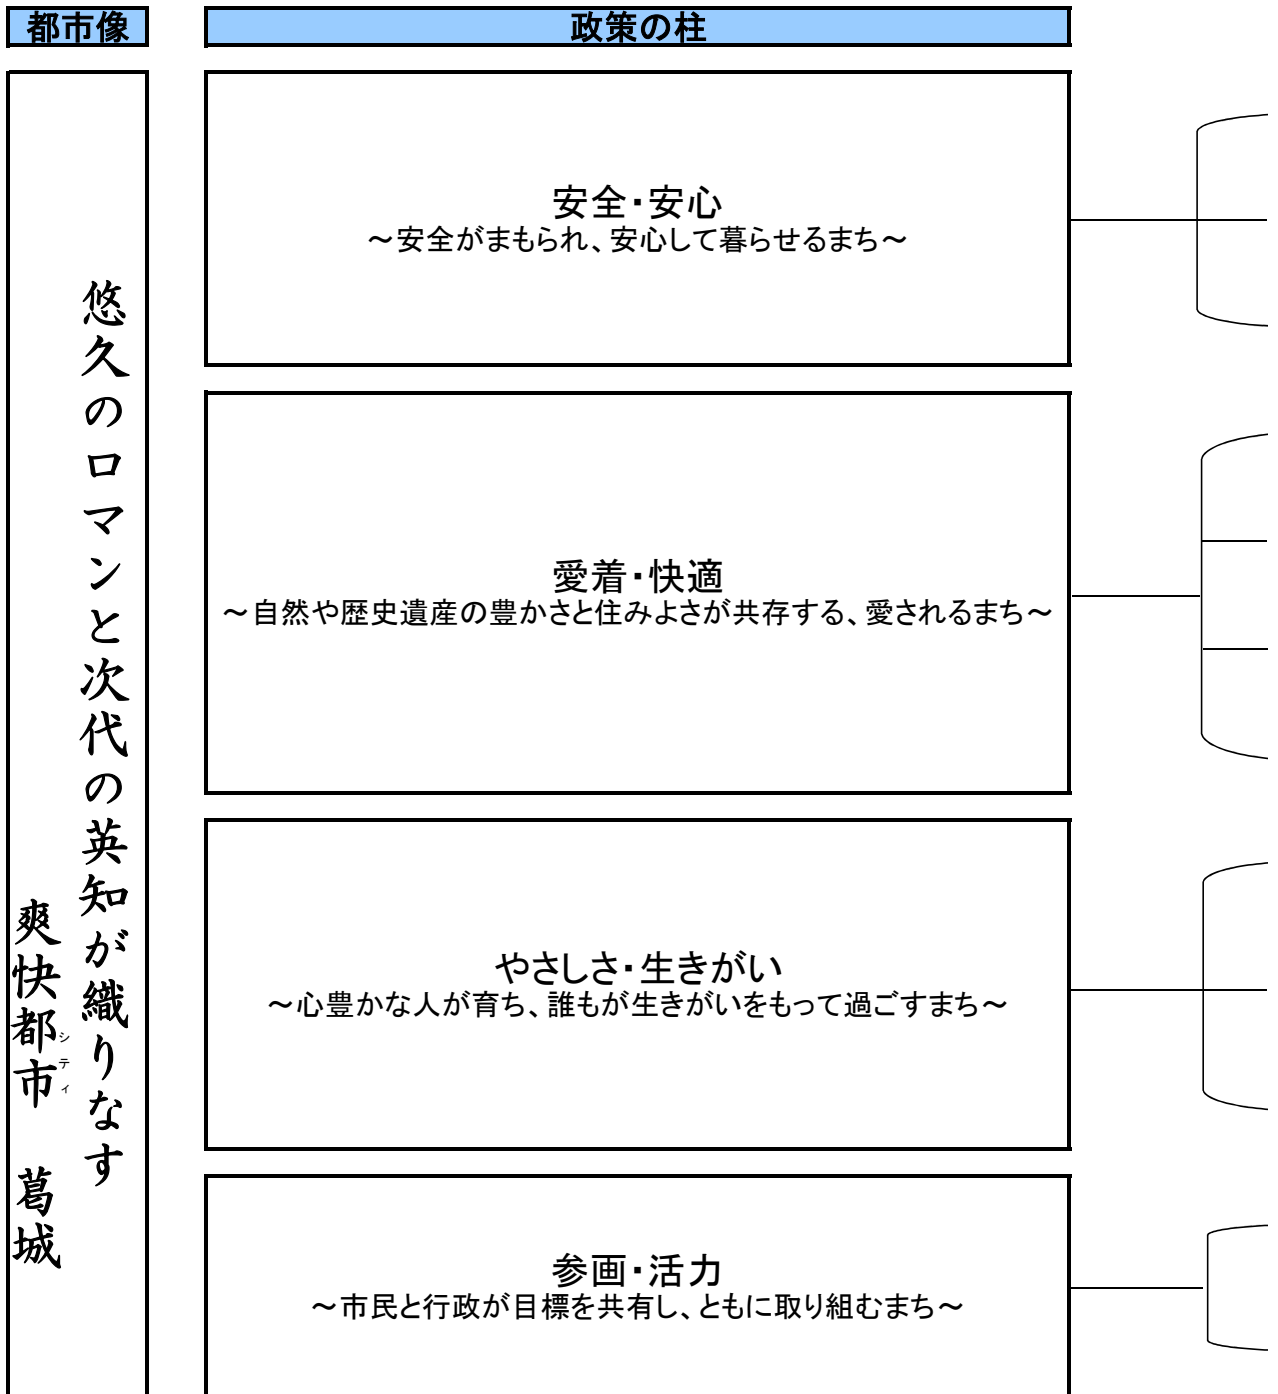 都市像
政策の柱
悠久のロマンと次代の英知が織りなす
爽快都市 葛城
シティ
安全・安心
～安全がまもられ、安心して暮らせるまち～
愛着・快適
～自然や歴史遺産の豊かさと住みよさが共存する、愛されるまち～
やさしさ・生きがい
～心豊かな人が育ち、誰もが生きがいをもって過ごすまち～
参画・活力
～市民と行政が目標を共有し、ともに取り組むまち～